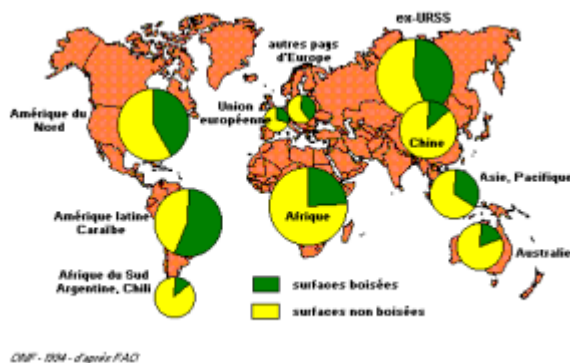 ex-URSS
autres pays
d'Europe
Amérique du
Nord
Union
européenne
Chine
Asie, Pacifique
Afrique
Amérique latine
Caraïbe
Australie
Afrique du Sud
Argentine, Chili
surfaces boisées
surfaces non boisées
ONF - 1994 - d'après FAO